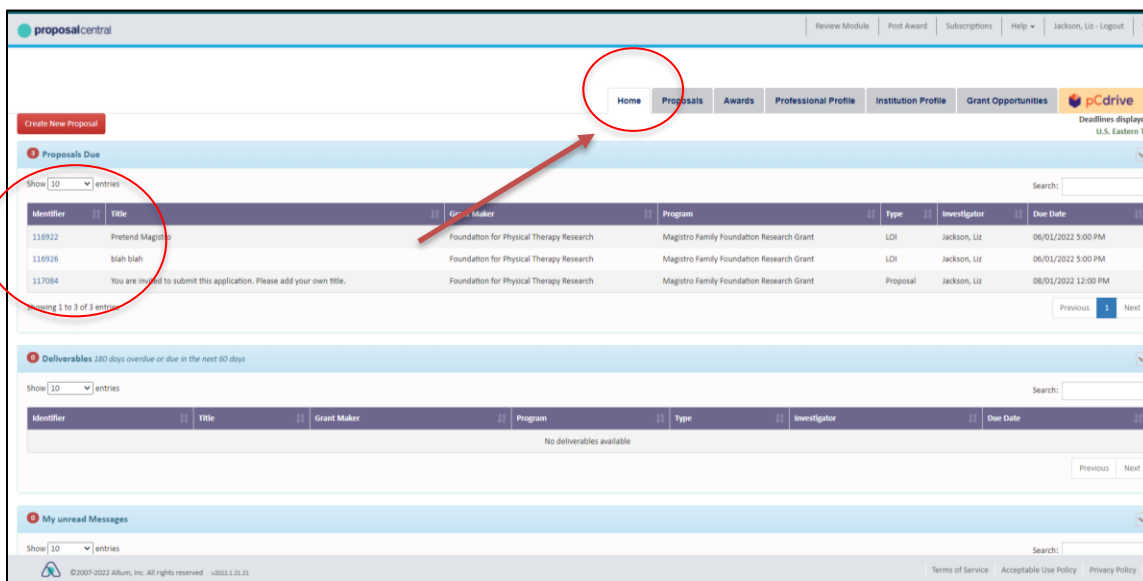 proposalcentral
Review Module Post Award Subscriptions Help Jackson, Liz - Logout
Home Proposals Awards Professional Profile Institution Profile Grant Opportunities pCdrive
Create New Proposal
Deadlines displaye
U.S. Eastern T
3 Proposals Due
Show 10 entries
Search:
Identifier Title Grant Maker Program Type Investigator Due Date
116922 Pretend Magistro Foundation for Physical Therapy Research Magistro Family Foundation Research Grant LOI Jackson, Liz 06/01/2022 5:00 PM
116926 blah blah Foundation for Physical Therapy Research Magistro Family Foundation Research Grant LOI Jackson, Liz 06/01/2022 5:00 PM
117084 You are invited to submit this application. Please add your own title. Foundation for Physical Therapy Research Magistro Family Foundation Research Grant Proposal Jackson, Liz 08/01/2022 12:00 PM
Showing 1 to 3 of 3 entries
Previous 1 Next
0 Deliverables 180 days overdue or due in the next 60 days
Show 10 entries
Search:
Identifier Title Grant Maker Program Type Investigator Due Date
No deliverables available
Previous Next
0 My unread Messages
Show 10 entries
Search:
©2007-2022 Altum, Inc. All rights reserved v2022.1.21.21
Terms of Service Acceptable Use Policy Privacy Policy